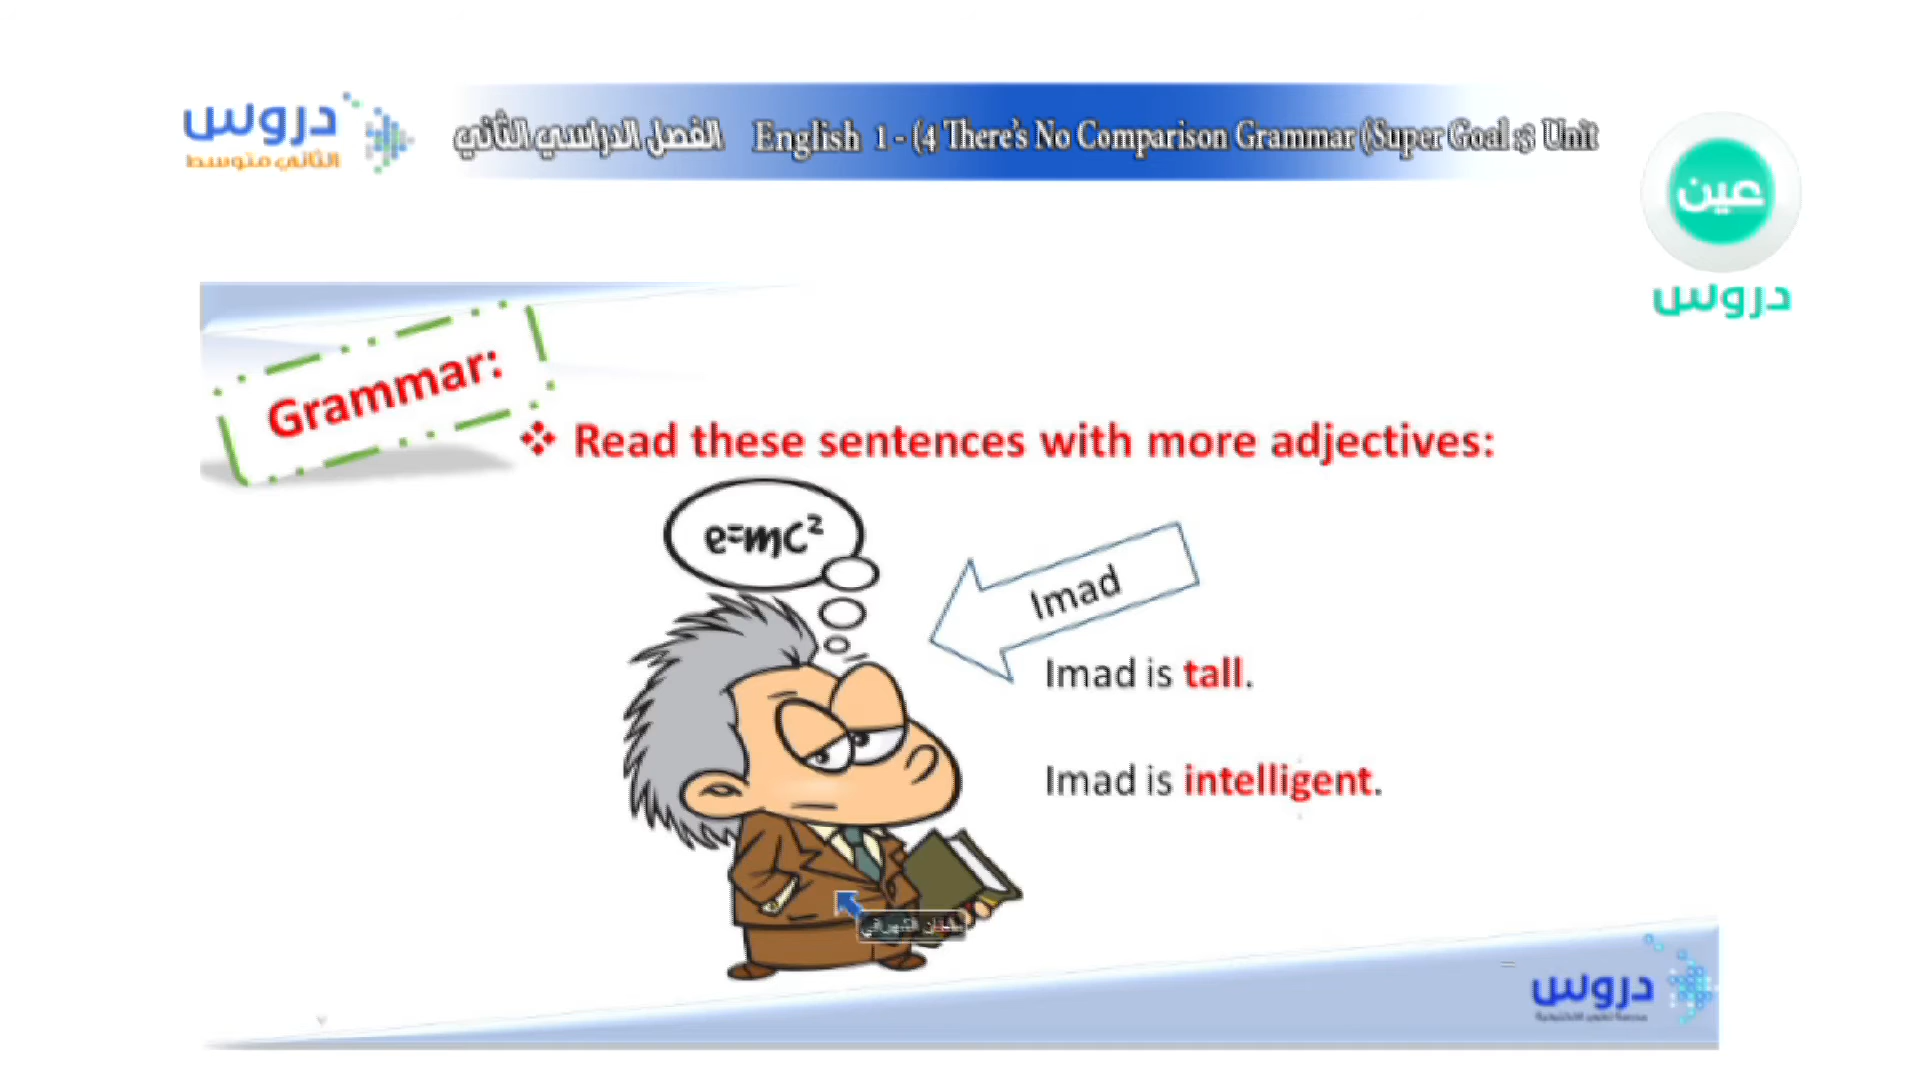 دروس
الثاني متوسط
الفصل الدراسي الثاني English 1 - (4 There's No Comparison Grammar (Super Goal :3 Unit
عين
دروس
Grammar:
❖ Read these sentences with more adjectives:
e=mc²
Imad
Imad is tall.
Imad is intelligent.
دروس